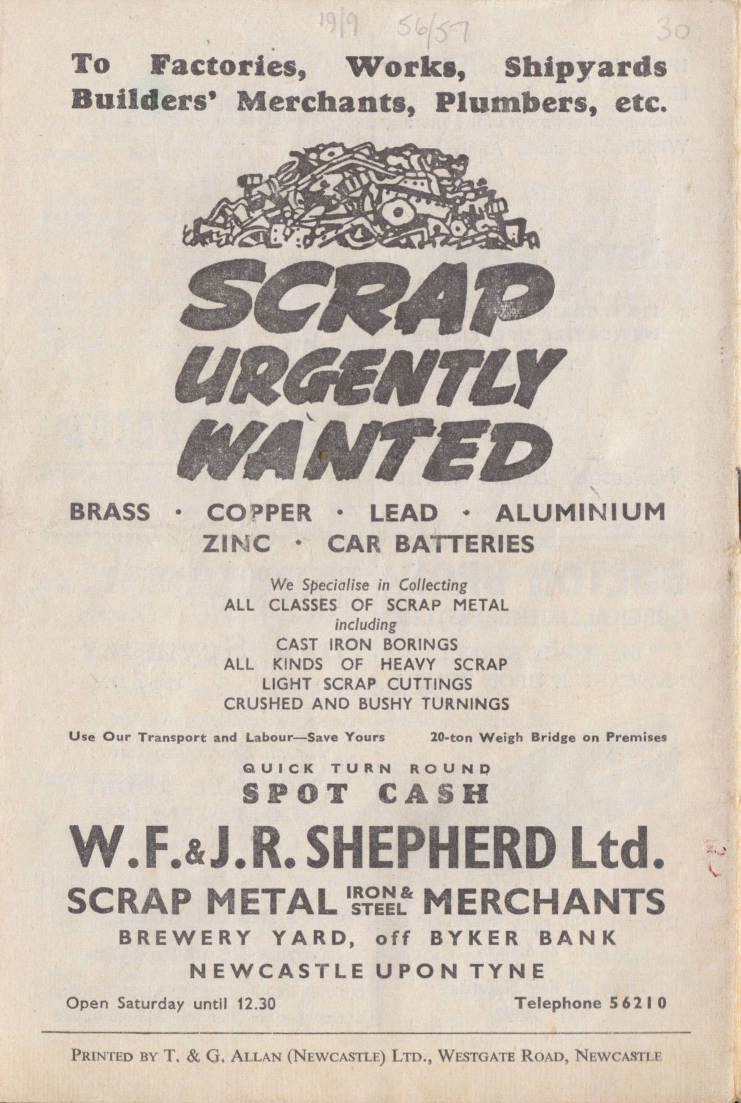 19/9 56/57 30
To Factories, Works, Shipyards
Builders' Merchants, Plumbers, etc.
SCRAP
URGENTLY
WANTED
BRASS · COPPER · LEAD · ALUMINIUM
ZINC · CAR BATTERIES
We Specialise in Collecting
ALL CLASSES OF SCRAP METAL
including
CAST IRON BORINGS
ALL KINDS OF HEAVY SCRAP
LIGHT SCRAP CUTTINGS
CRUSHED AND BUSHY TURNINGS
Use Our Transport and Labour—Save Yours 20-ton Weigh Bridge on Premises
QUICK TURN ROUND
SPOT CASH
W.F.&J.R. SHEPHERD Ltd.
SCRAP METAL IRON & STEEL MERCHANTS
BREWERY YARD, off BYKER BANK
NEWCASTLE UPON TYNE
Open Saturday until 12.30 Telephone 56210
PRINTED BY T. & G. ALLAN (NEWCASTLE) LTD., WESTGATE ROAD, NEWCASTLE